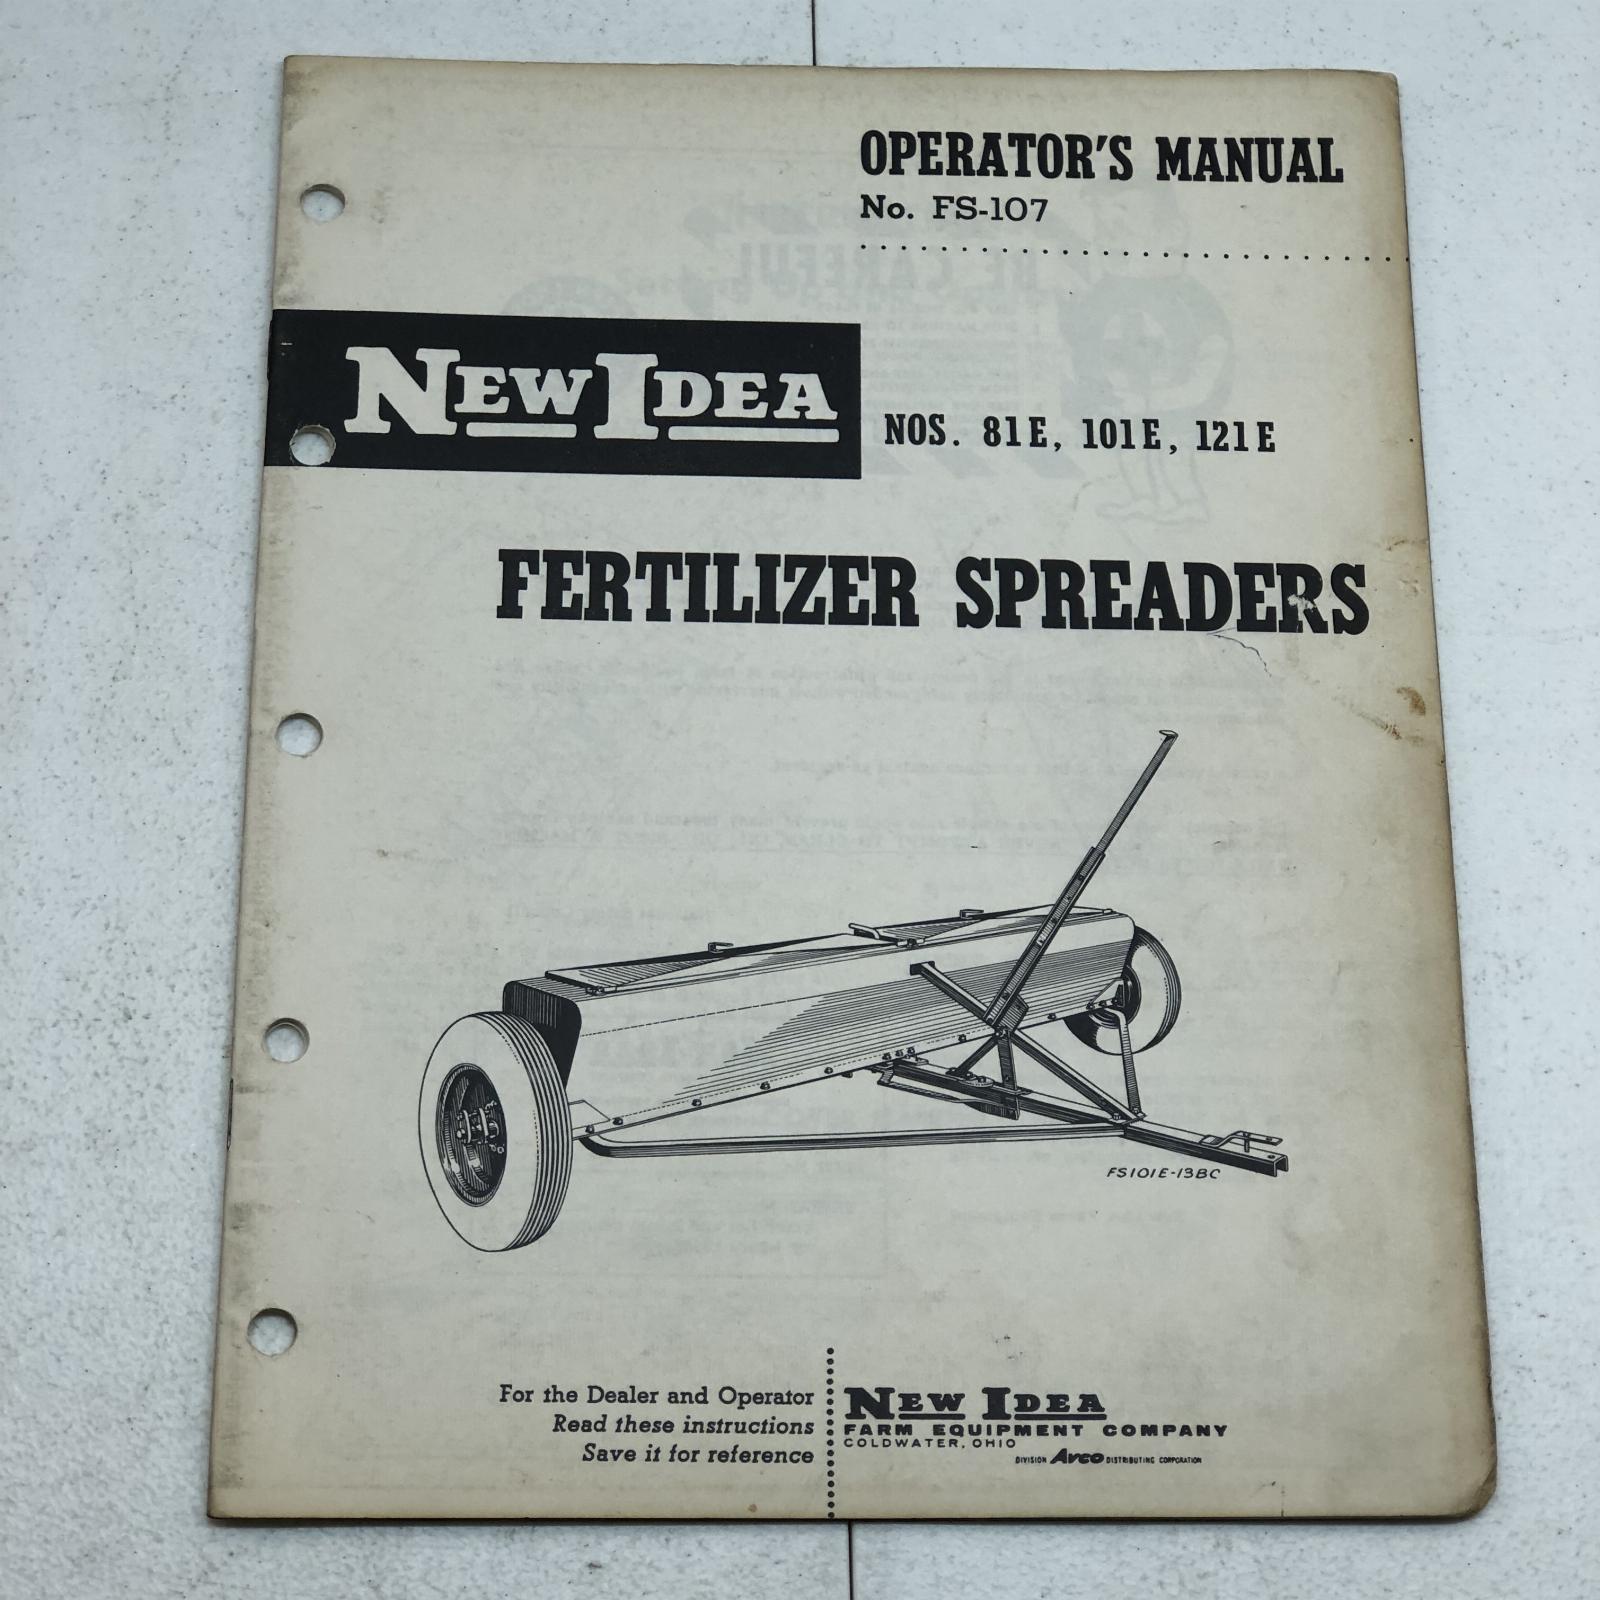 OPERATOR'S MANUAL
No. FS-107
NEW IDEA
NOS. 81E, 101E, 121E
FERTILIZER SPREADERS
FS101E-13BC
For the Dealer and Operator
Read these instructions
Save it for reference
NEW IDEA
FARM EQUIPMENT COMPANY
COLDWATER, OHIO
DIVISION Avco DISTRIBUTING CORPORATION